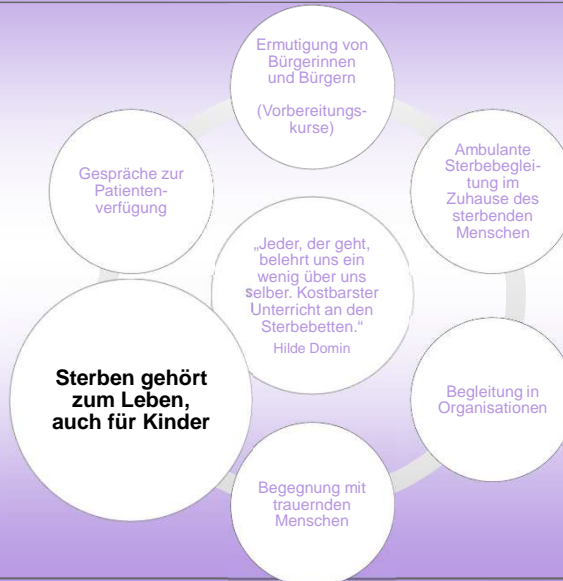 Ermutigung von
Bürgerinnen
und Bürgern
(Vorbereitungs-
kurse)
Ambulante
Sterbebeglei-
tung im
Zuhause des
sterbenden
Menschen
Gespräche zur
Patienten-
verfügung
„Jeder, der geht,
belehrt uns ein
wenig über uns
selber. Kostbarster
Unterricht an den
Sterbebetten.“
Hilde Domin
Sterben gehört
zum Leben,
auch für Kinder
Begleitung in
Organisationen
Begegnung mit
trauernden
Menschen